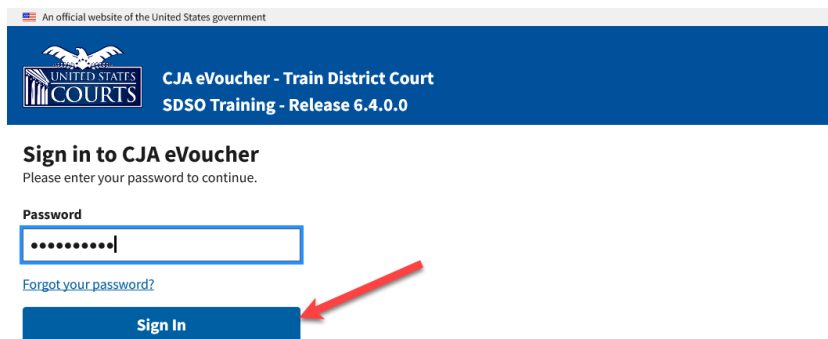 An official website of the United States government
UNITED STATES
COURTS
CJA eVoucher - Train District Court
SDSO Training - Release 6.4.0.0
Sign in to CJA eVoucher
Please enter your password to continue.
Password
••••••••••
Forgot your password?
Sign In